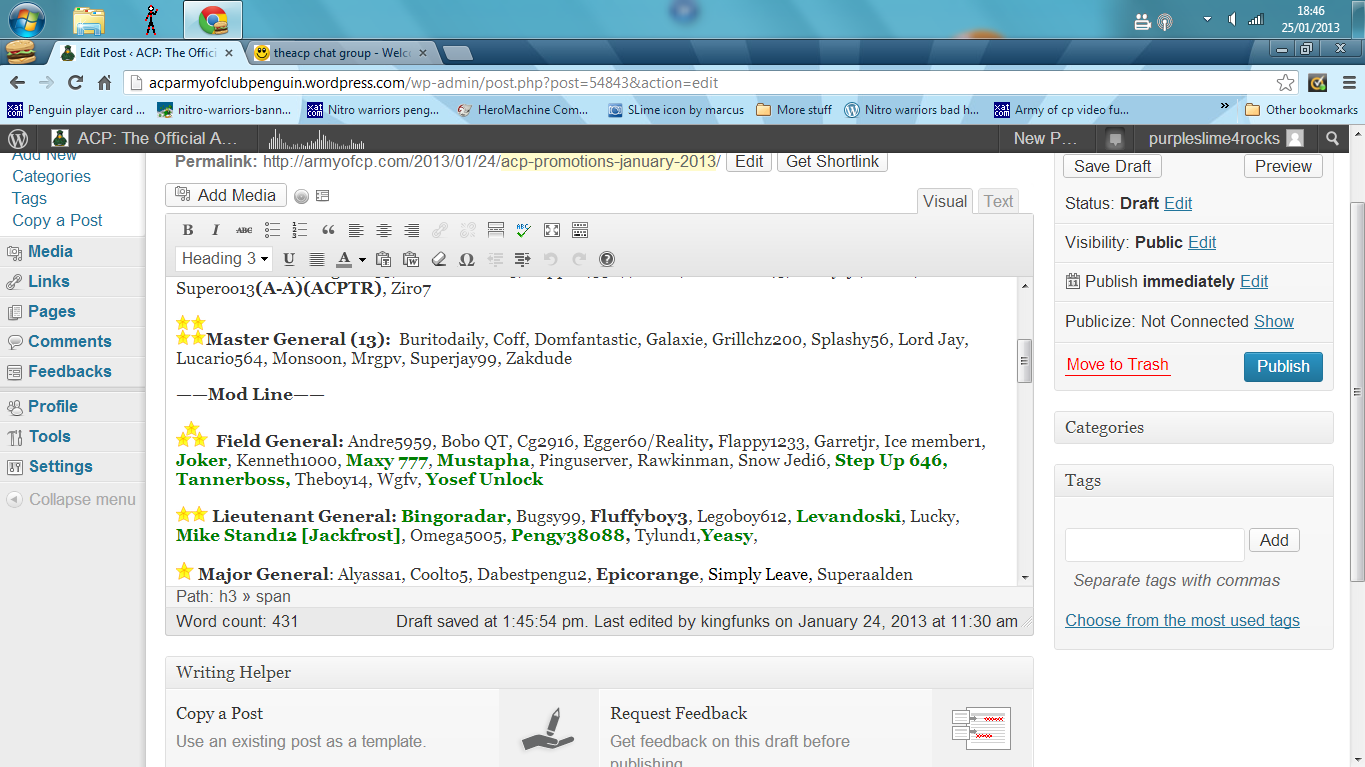 18:46
25/01/2013
Edit Post ‹ ACP: The Offici
theacp chat group - Welc
acparmyofclubpenguin.wordpress.com/wp-admin/post.php?post=54843&action=edit
Penguin player card ... nitro-warriors-bann... Nitro warriors peng... HeroMachine Com... SLime icon by marcus More stuff Nitro warriors bad h... Army of cp video fu... » Other bookmarks
ACP: The Official A... New P... purpleslime4rocks
Add New
Categories
Tags
Copy a Post
Media
Links
Pages
Comments
Feedbacks
Profile
Tools
Settings
Collapse menu
Permalink: http://armyofcp.com/2013/01/24/acp-promotions-january-2013/ Edit Get Shortlink
Add Media
Visual Text
B I ABC ABC
Heading 3 U A Ω
Superoo13(A-A)(ACPTR), Ziro7
Master General (13): Buritodaily, Coff, Domfantastic, Galaxie, Grillchz200, Splashy56, Lord Jay,
Lucario564, Monsoon, Mrgpv, Superjay99, Zakdude
——Mod Line——
Field General: Andre5959, Bobo QT, Cg2916, Egger60/Reality, Flappy1233, Garretjr, Ice member1,
Joker, Kenneth1000, Maxy 777, Mustapha, Pinguserver, Rawkinman, Snow Jedi6, Step Up 646,
Tannerboss, Theboy14, Wgfv, Yosef Unlock
Lieutenant General: Bingoradar, Bugsy99, Fluffyboy3, Legoboy612, Levandoski, Lucky,
Mike Stand12 [Jackfrost], Omega5005, Pengy38088, Tylund1,Yeasy,
Major General: Alyassa1, Coolto5, Dabestpengu2, Epicorange, Simply Leave, Superaalden
Path: h3 » span
Word count: 431 Draft saved at 1:45:54 pm. Last edited by kingfunks on January 24, 2013 at 11:30 am
Writing Helper
Copy a Post
Use an existing post as a template.
Request Feedback
Get feedback on this draft before
publishing.
Save Draft Preview
Status: Draft Edit
Visibility: Public Edit
11 Publish immediately Edit
Publicize: Not Connected Show
Move to Trash Publish
Categories
Tags
Add
Separate tags with commas
Choose from the most used tags